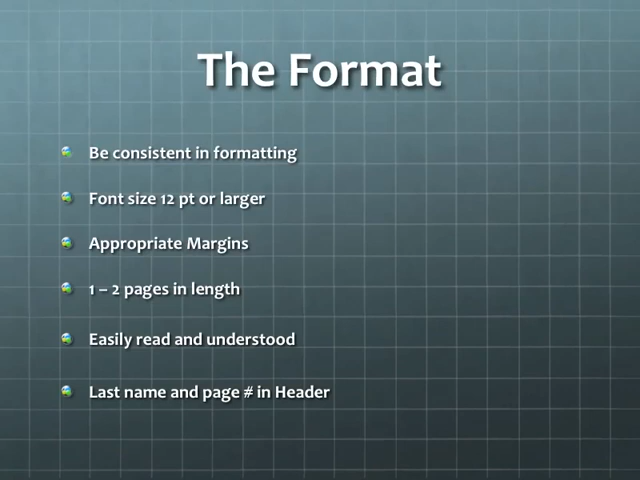 The Format
Be consistent in formatting
Font size 12 pt or larger
Appropriate Margins
1 – 2 pages in length
Easily read and understood
Last name and page # in Header